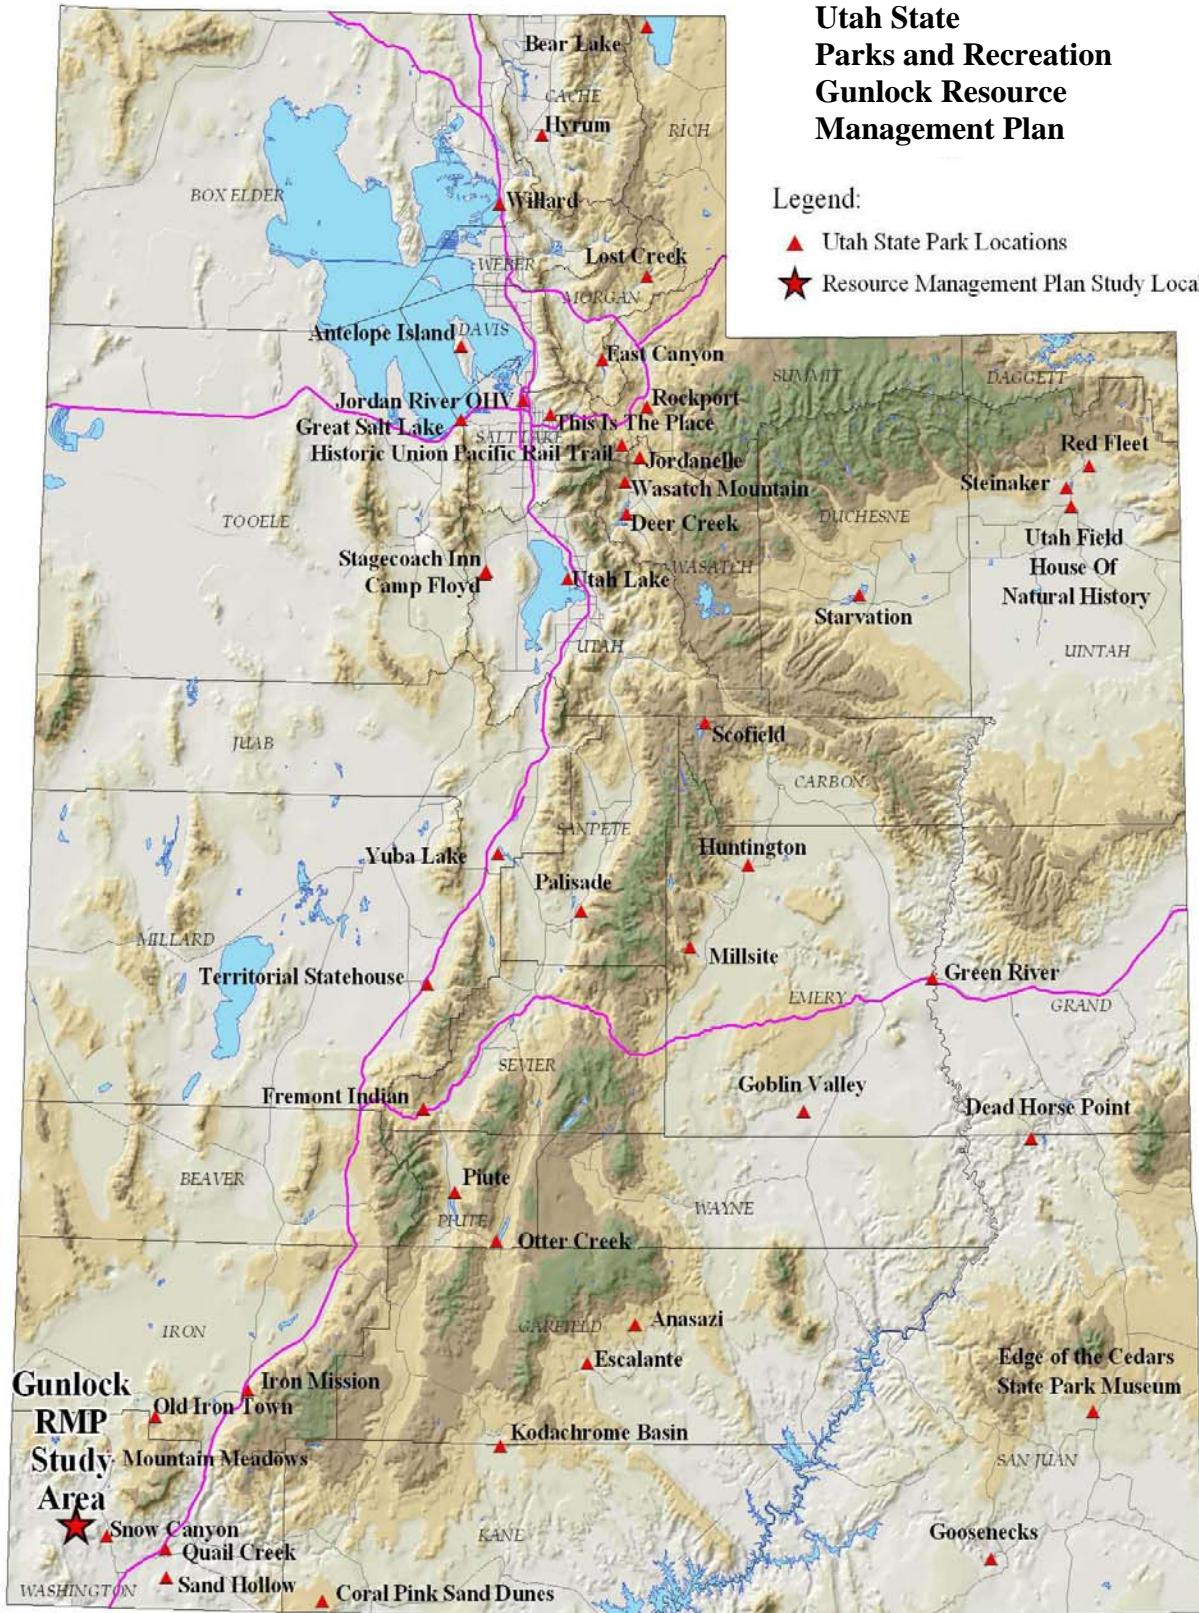 Utah State
Parks and Recreation
Gunlock Resource
Management Plan
Legend:
Utah State Park Locations
Resource Management Plan Study Loca
Bear Lake
CACHE
Hyrum
RICH
BOX ELDER
Willard
Lost Creek
WEBER
MORGAN
Antelope Island
DAVIS
East Canyon
SUMMIT
DAGGETT
Jordan River OHV
Rockport
Great Salt Lake
This Is The Place
SALT LAKE
Historic Union Pacific Rail Trail
Jordanelle
Red Fleet
Wasatch Mountain
Steinaker
TOOELE
Deer Creek
DUCHESNE
Utah Field
House Of
Natural History
Stagecoach Inn
Camp Floyd
Utah Lake
WASATCH
Starvation
UTAH
UINTAH
JUAB
Scofield
CARBON
SANPETE
Yuba Lake
Huntington
Palisade
MILLARD
Millsite
Territorial Statehouse
Green River
EMERY
GRAND
SEVIER
Fremont Indian
Goblin Valley
Dead Horse Point
BEAVER
Piute
PIUTE
WAYNE
Otter Creek
IRON
GARFIELD
Anasazi
Escalante
Edge of the Cedars
State Park Museum
Gunlock
RMP
Study
Area
Iron Mission
Old Iron Town
Kodachrome Basin
Mountain Meadows
SAN JUAN
Snow Canyon
KANE
Goosenecks
Quail Creek
WASHINGTON
Sand Hollow
Coral Pink Sand Dunes